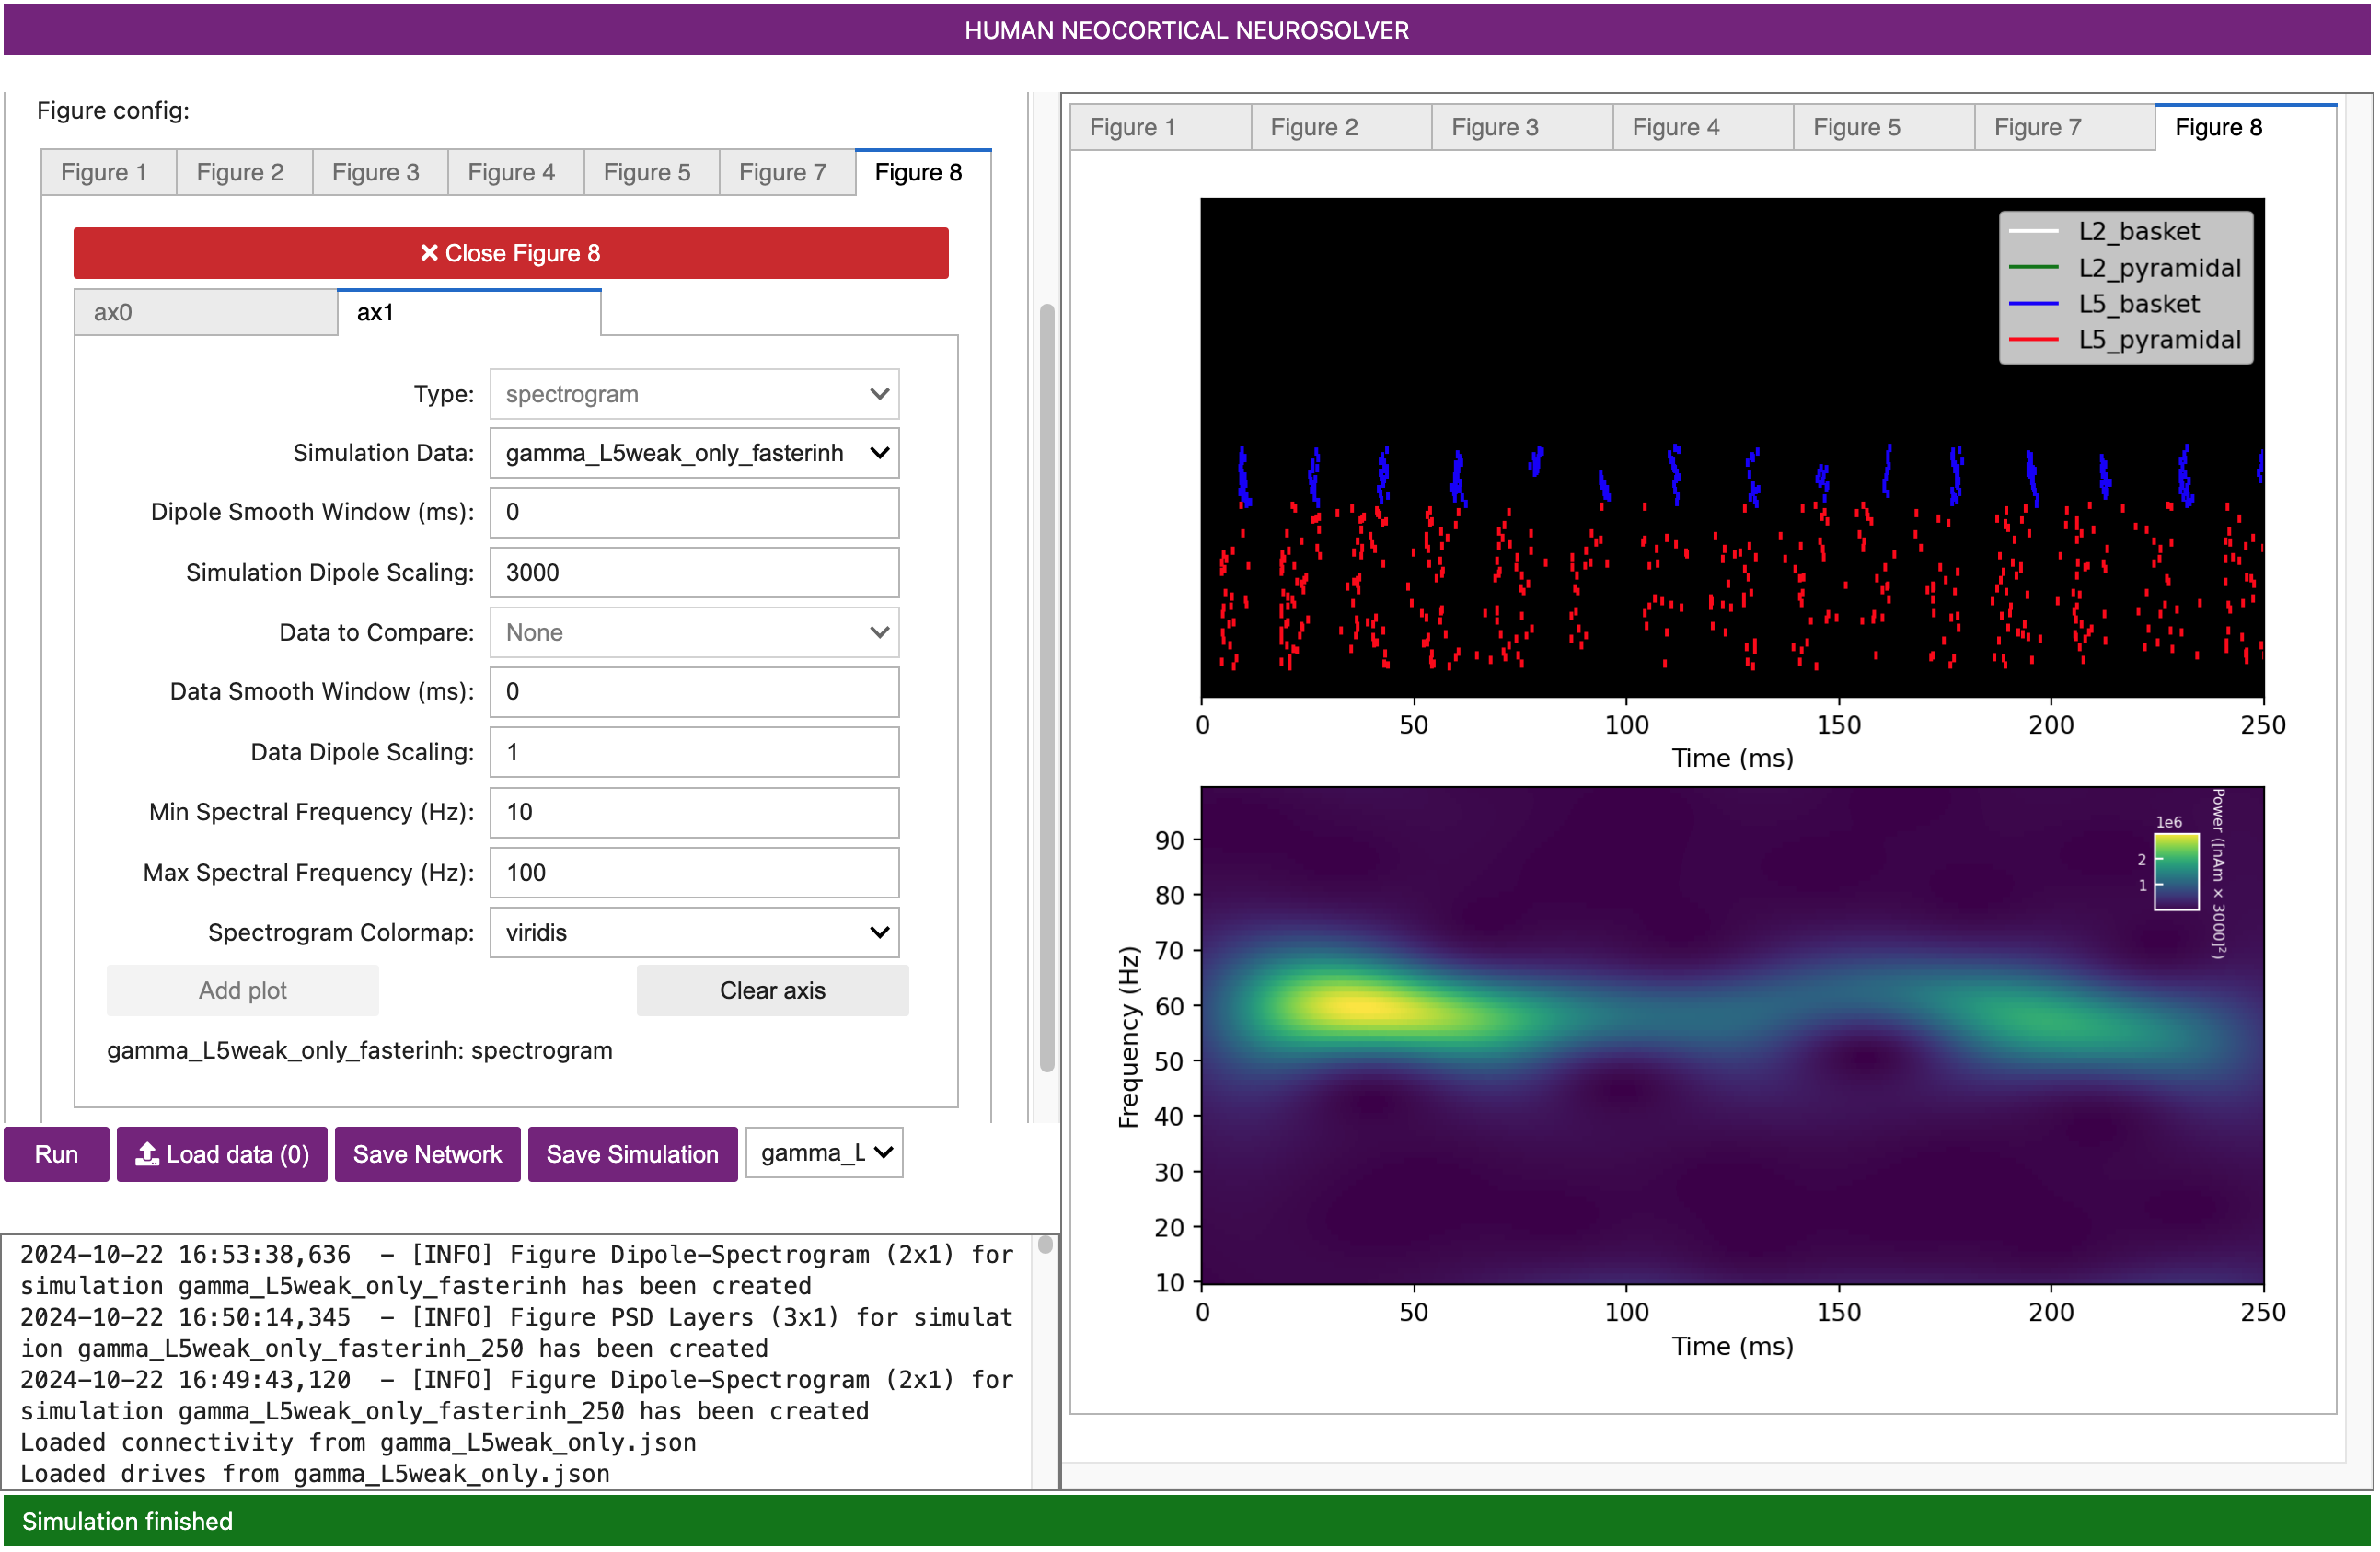 HUMAN NEOCORTICAL NEUROSOLVER
Figure config:
Figure 1 Figure 2 Figure 3 Figure 4 Figure 5 Figure 7 Figure 8
Close Figure 8
ax0 ax1
Type: spectrogram
Simulation Data: gamma_L5weak_only_fasterinh
Dipole Smooth Window (ms): 0
Simulation Dipole Scaling: 3000
Data to Compare: None
Data Smooth Window (ms): 0
Data Dipole Scaling: 1
Min Spectral Frequency (Hz): 10
Max Spectral Frequency (Hz): 100
Spectrogram Colormap: viridis
Add plot Clear axis
gamma_L5weak_only_fasterinh: spectrogram
Run Load data (0) Save Network Save Simulation gamma_L
2024-10-22 16:53:38,636 - [INFO] Figure Dipole-Spectrogram (2x1) for
simulation gamma_L5weak_only_fasterinh has been created
2024-10-22 16:50:14,345 - [INFO] Figure PSD Layers (3x1) for simulat
ion gamma_L5weak_only_fasterinh_250 has been created
2024-10-22 16:49:43,120 - [INFO] Figure Dipole-Spectrogram (2x1) for
simulation gamma_L5weak_only_fasterinh_250 has been created
Loaded connectivity from gamma_L5weak_only.json
Loaded drives from gamma_L5weak_only.json
Figure 1 Figure 2 Figure 3 Figure 4 Figure 5 Figure 7 Figure 8
L2_basket
L2_pyramidal
L5_basket
L5_pyramidal
0 50 100 150 200 250
Time (ms)
Frequency (Hz)
90
80
70
60
50
40
30
20
10
1e6
2
1
Power ([nAm × 3000]²)
0 50 100 150 200 250
Time (ms)
Simulation finished